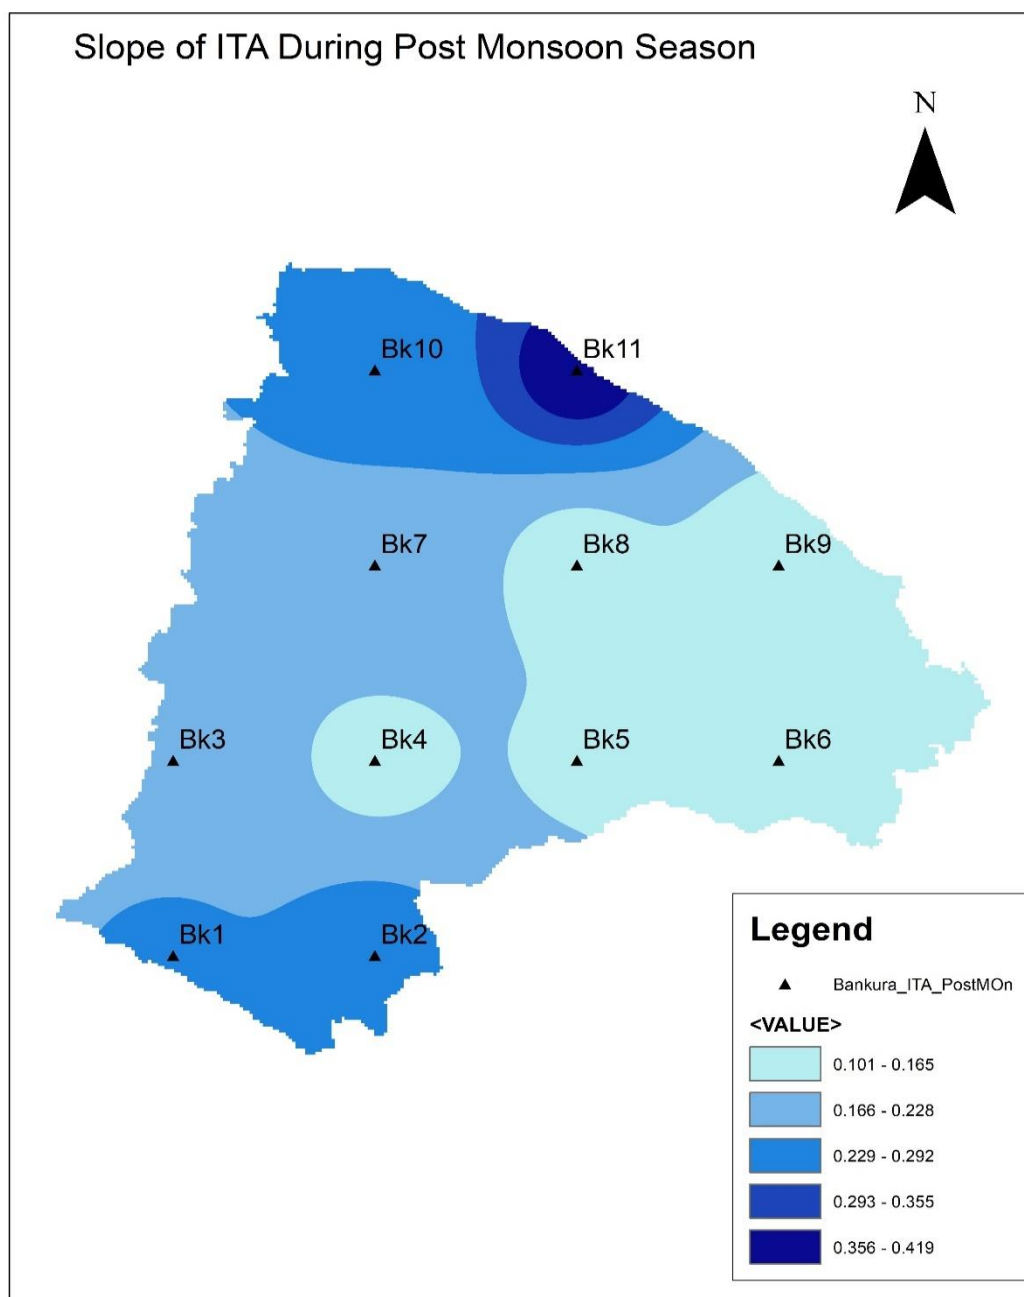 Slope of ITA During Post Monsoon Season
N
Bk10
Bk11
Bk7
Bk8
Bk9
Bk3
Bk4
Bk5
Bk6
Bk1
Bk2
Legend
Bankura_ITA_PostMOn
<VALUE>
0.101 - 0.165
0.166 - 0.228
0.229 - 0.292
0.293 - 0.355
0.356 - 0.419